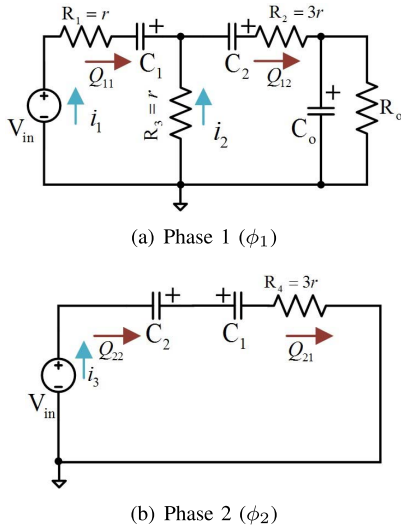 R₁ = r
R₂ = 3r
+
+
C₁
C₂
Q₁₁
Q₁₂
+
+
−
Vin
i₁
R₃ = r
i₂
Co
Ro
(a) Phase 1 (ϕ₁)
R₄ = 3r
+
+
C₂
C₁
Q₂₂
Q₂₁
+
−
Vin
i₃
(b) Phase 2 (ϕ₂)